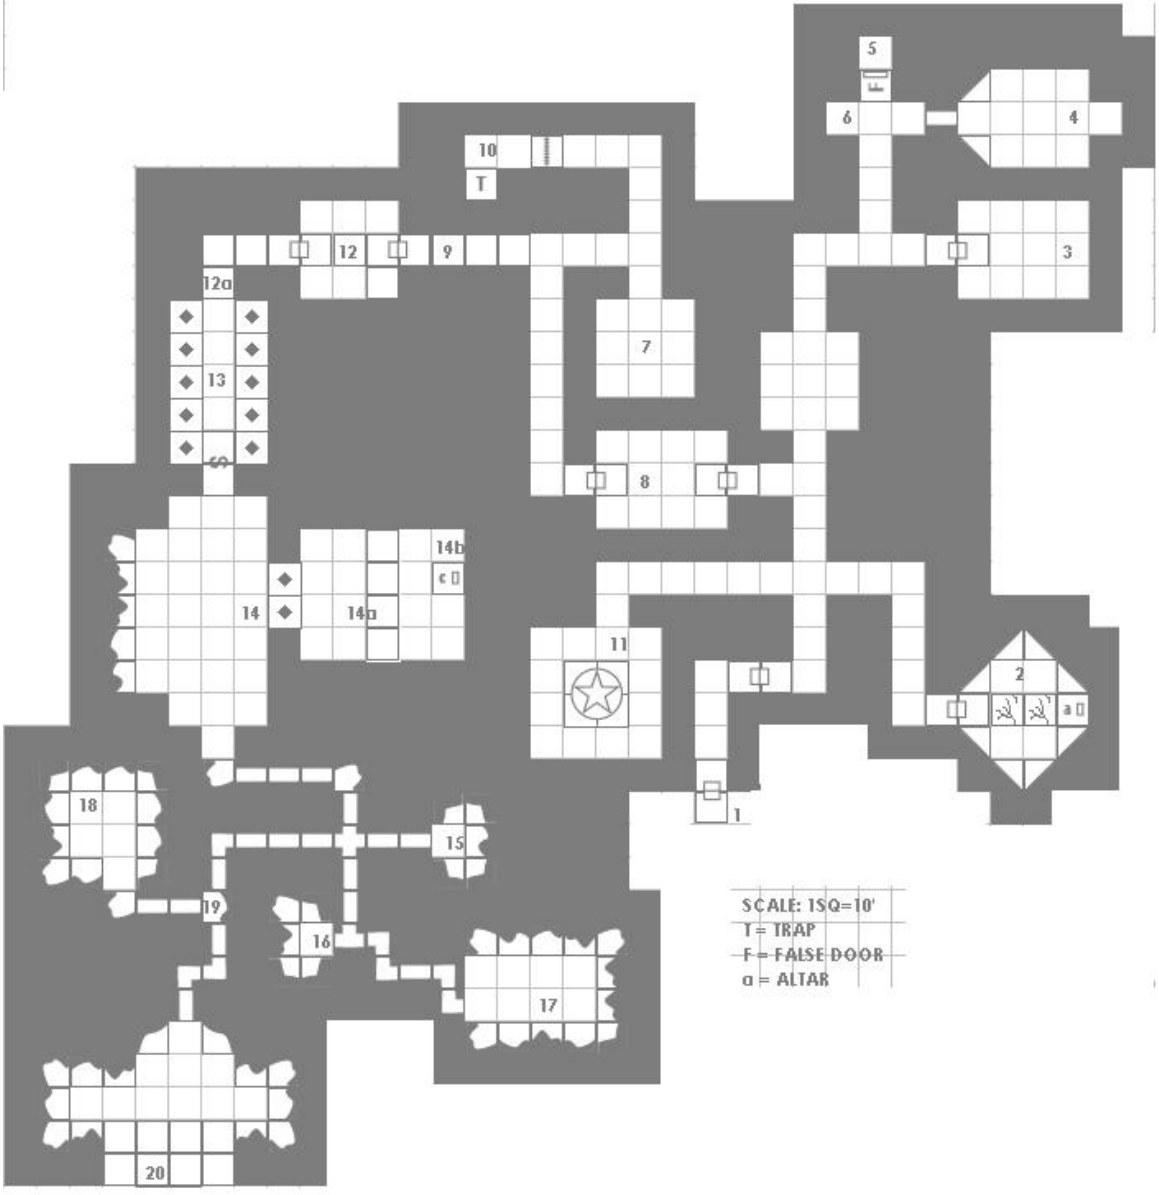 5
F
6
4
10
T
12
9
3
12a
7
13
S
8
14b
c
14
14a
11
2
a
18
1
15
19
SCALE: 1SQ=10'
T = TRAP
16
F = FALSE DOOR
a = ALTAR
17
20